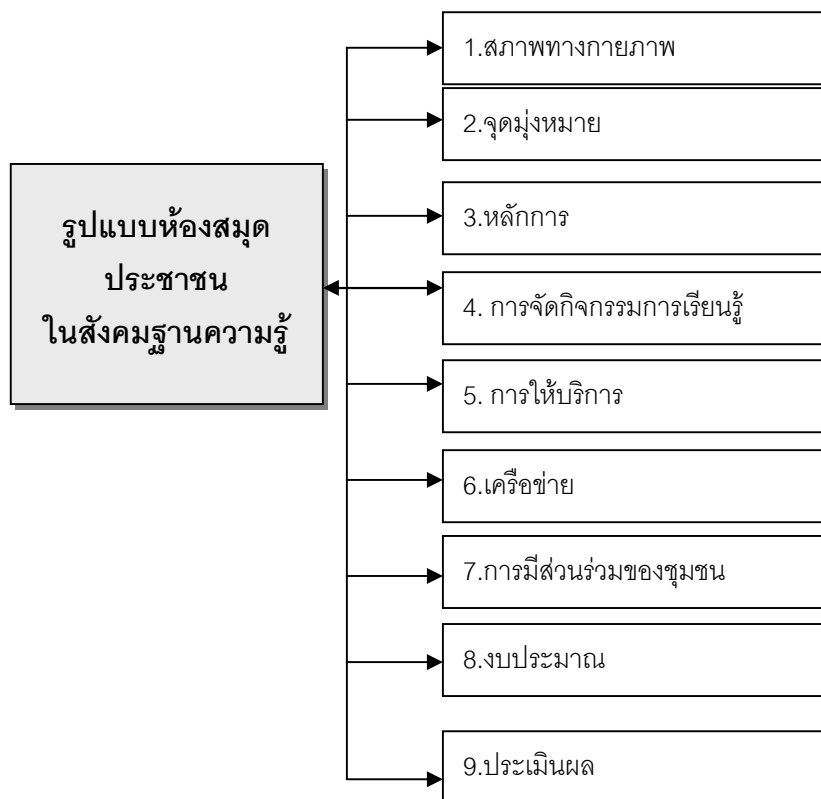 รูปแบบห้องสมุด
ประชาชน
ในสังคมฐานความรู้
1.สภาพทางกายภาพ
2.จุดมุ่งหมาย
3.หลักการ
4. การจัดกิจกรรมการเรียนรู้
5. การให้บริการ
6.เครือข่าย
7.การมีส่วนร่วมของชุมชน
8.งบประมาณ
9.ประเมินผล